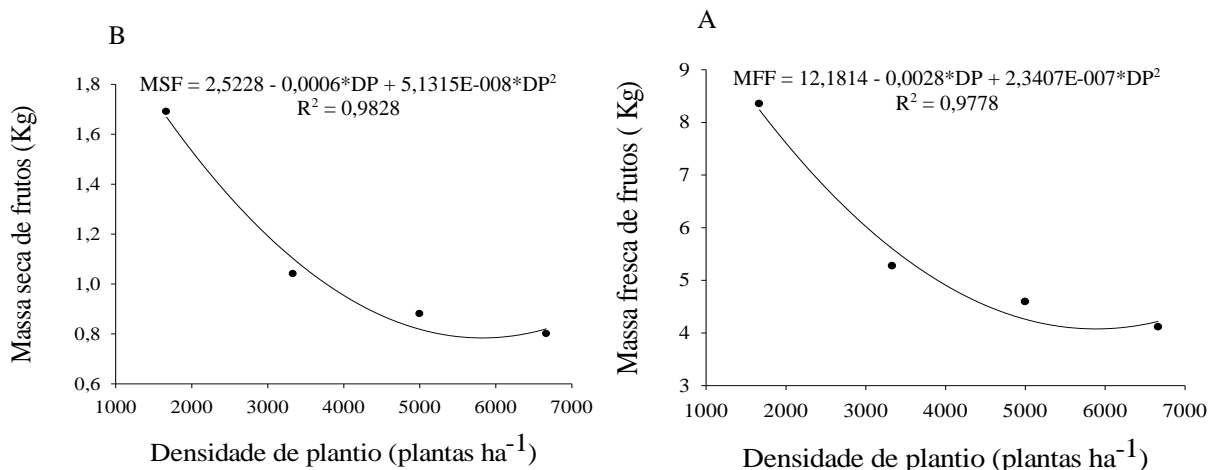 B
MSF = 2,5228 - 0,0006*DP + 5,1315E-008*DP²
R² = 0,9828
Massa seca de frutos (Kg)
1,8
1,6
1,4
1,2
1,0
0,8
0,6
1000 2000 3000 4000 5000 6000 7000
Densidade de plantio (plantas ha⁻¹)
A
MFF = 12,1814 - 0,0028*DP + 2,3407E-007*DP²
R² = 0,9778
Massa fresca de frutos ( Kg)
9
8
7
6
5
4
3
1000 2000 3000 4000 5000 6000 7000
Densidade de plantio (plantas ha⁻¹)